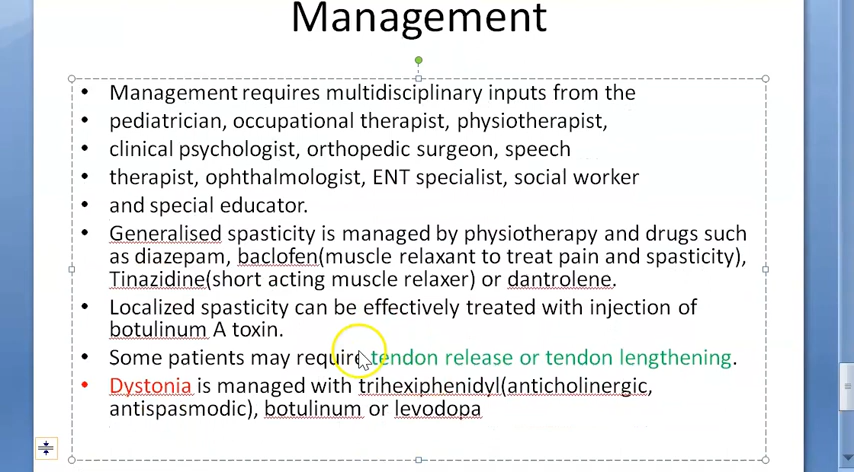 Management
• Management requires multidisciplinary inputs from the
• pediatrician, occupational therapist, physiotherapist,
• clinical psychologist, orthopedic surgeon, speech
• therapist, ophthalmologist, ENT specialist, social worker
• and special educator.
• Generalised spasticity is managed by physiotherapy and drugs such
as diazepam, baclofen(muscle relaxant to treat pain and spasticity),
Tinazidine(short acting muscle relaxer) or dantrolene.
• Localized spasticity can be effectively treated with injection of
botulinum A toxin.
• Some patients may require tendon release or tendon lengthening.
• Dystonia is managed with trihexiphenidyl(anticholinergic,
antispasmodic), botulinum or levodopa